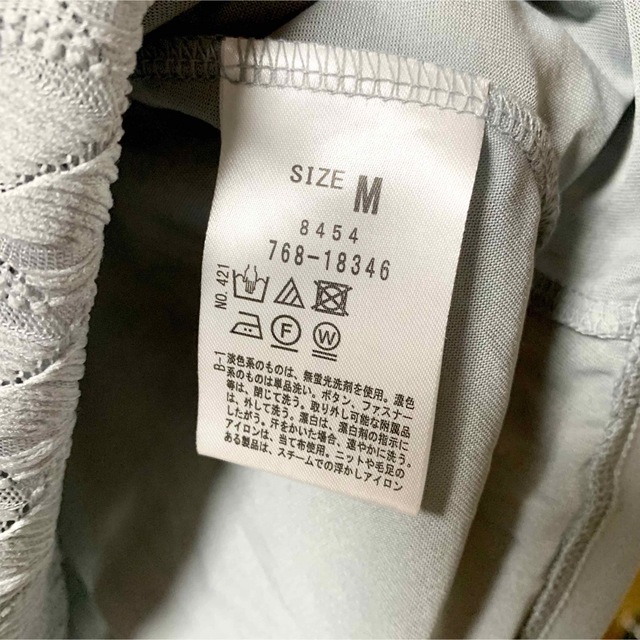 SIZE M
8454
768-18346
NO.421
F
W
B-1
淡色系のものは、無蛍光洗剤を使用。濃色
系のものは単品洗い。ボタン、ファスナー
等は、閉じて洗う。取り外し可能な附属品
は、外して洗う。漂白は、漂白剤の指示に
したがう。汗をかいた場合、速やかに洗う。
アイロンは、当て布使用。ニットや毛足の
ある製品は、スチームでの浮かしアイロン